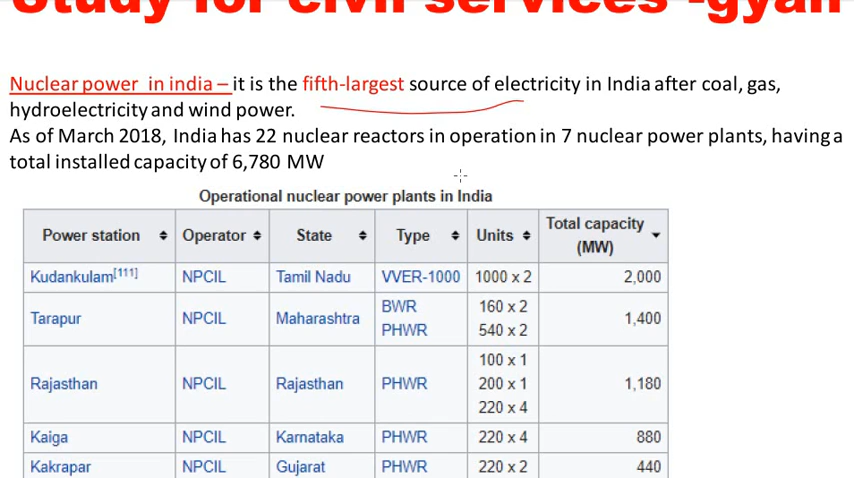 Study for civil services -gyan
Nuclear power in india – it is the fifth-largest source of electricity in India after coal, gas,
hydroelectricity and wind power.
As of March 2018, India has 22 nuclear reactors in operation in 7 nuclear power plants, having a
total installed capacity of 6,780 MW
Operational nuclear power plants in India
Power station Operator State Type Units Total capacity (MW)
Kudankulam[111] NPCIL Tamil Nadu VVER-1000 1000 x 2 2,000
Tarapur NPCIL Maharashtra BWR 160 x 2 1,400
PHWR 540 x 2
Rajasthan NPCIL Rajasthan PHWR 100 x 1 1,180
200 x 1
220 x 4
Kaiga NPCIL Karnataka PHWR 220 x 4 880
Kakrapar NPCIL Gujarat PHWR 220 x 2 440